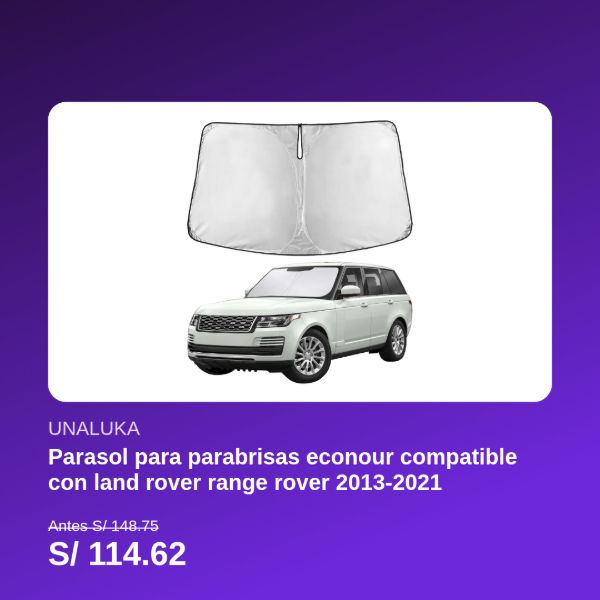 UNALUKA
Parasol para parabrisas econour compatible
con land rover range rover 2013-2021
Antes S/ 148.75
S/ 114.62